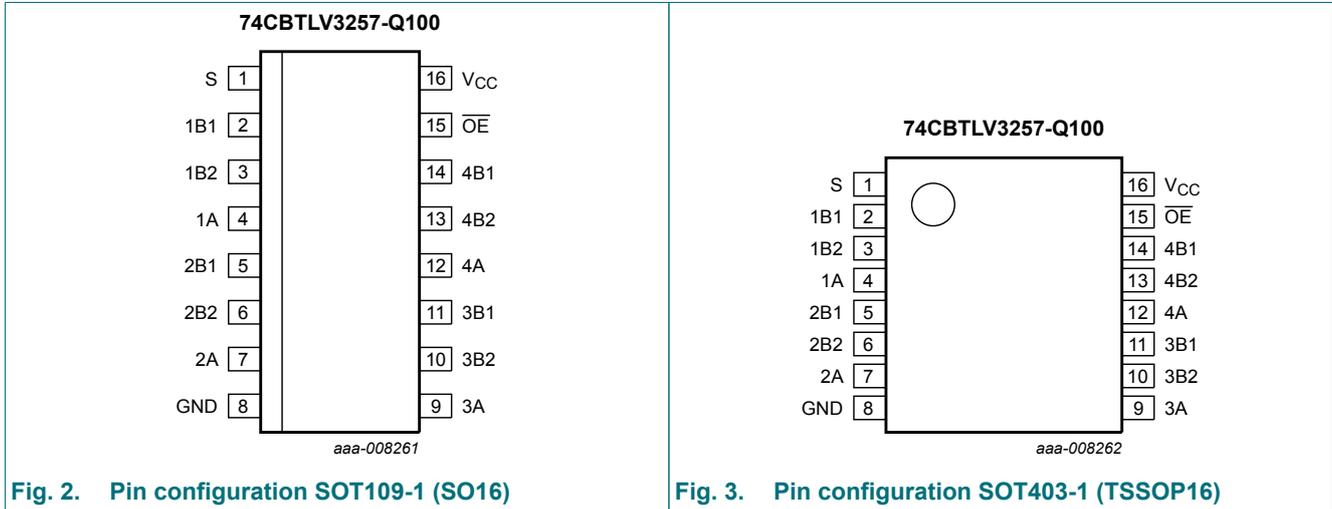 74CBTLV3257-Q100
S 1 16 VCC
1B1 2 15 OE
1B2 3 14 4B1
1A 4 13 4B2
2B1 5 12 4A
2B2 6 11 3B1
2A 7 10 3B2
GND 8 9 3A
aaa-008261
Fig. 2. Pin configuration SOT109-1 (SO16)
74CBTLV3257-Q100
S 1 16 VCC
1B1 2 15 OE
1B2 3 14 4B1
1A 4 13 4B2
2B1 5 12 4A
2B2 6 11 3B1
2A 7 10 3B2
GND 8 9 3A
aaa-008262
Fig. 3. Pin configuration SOT403-1 (TSSOP16)